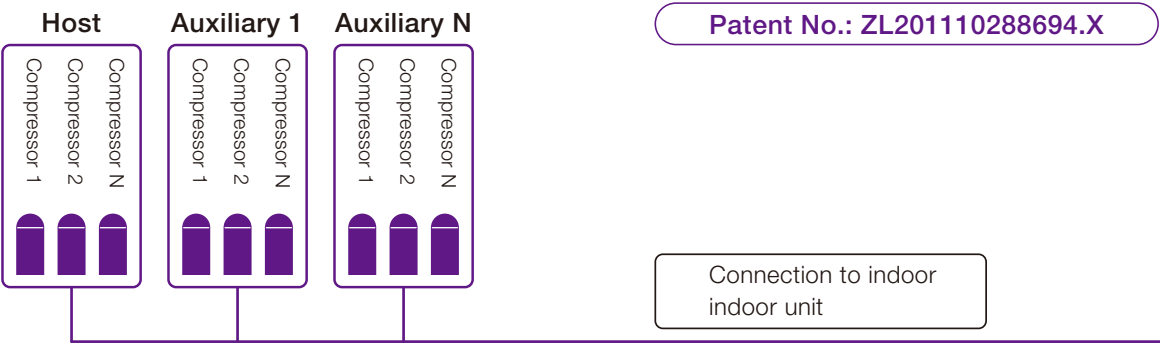 Host
Auxiliary 1
Auxiliary N
Patent No.: ZL201110288694.X
Compressor 1
Compressor 2
Compressor N
Compressor 1
Compressor 2
Compressor N
Compressor 1
Compressor 2
Compressor N
Connection to indoor
indoor unit